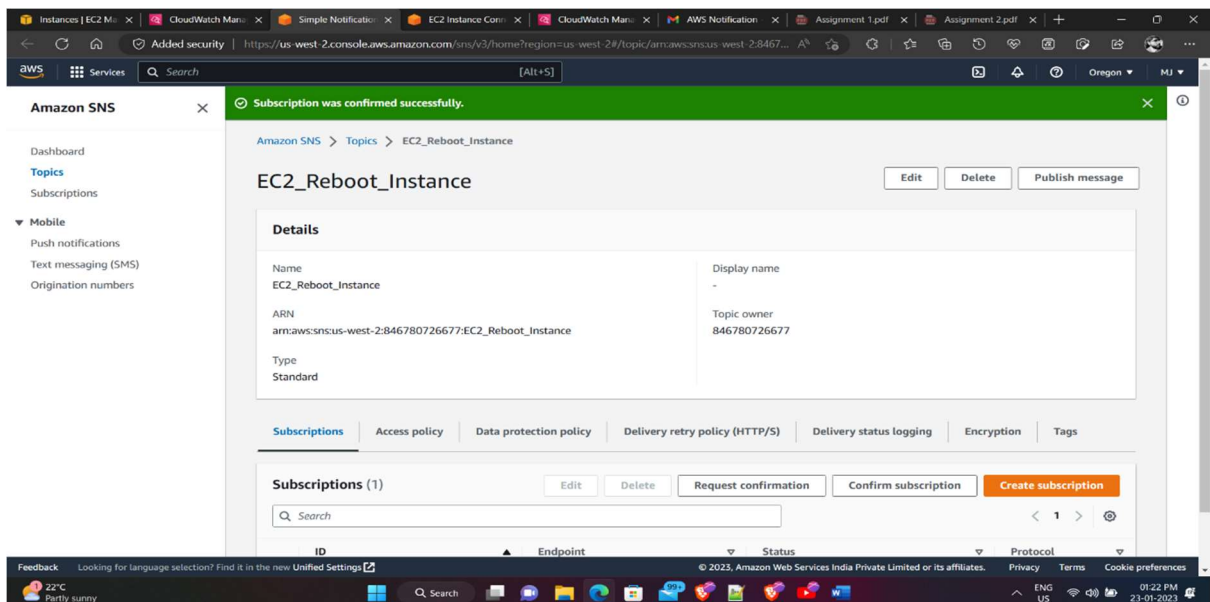 Instances | EC2 Ma
CloudWatch Mana
Simple Notification
EC2 Instance Conn
CloudWatch Mana
AWS Notification
Assignment 1.pdf
Assignment 2.pdf
Added security
https://us-west-2.console.aws.amazon.com/sns/v3/home?region=us-west-2#/topic/arn:aws:sns:us-west-2:8467...
aws
Services
Search
[Alt+S]
Oregon
MJ
Amazon SNS
Subscription was confirmed successfully.
Dashboard
Topics
Subscriptions
Mobile
Push notifications
Text messaging (SMS)
Origination numbers
Amazon SNS > Topics > EC2_Reboot_Instance
EC2_Reboot_Instance
Edit
Delete
Publish message
Details
Name
EC2_Reboot_Instance
Display name
-
ARN
arn:aws:sns:us-west-2:846780726677:EC2_Reboot_Instance
Topic owner
846780726677
Type
Standard
Subscriptions
Access policy
Data protection policy
Delivery retry policy (HTTP/S)
Delivery status logging
Encryption
Tags
Subscriptions (1)
Edit
Delete
Request confirmation
Confirm subscription
Create subscription
Search
1
ID
Endpoint
Status
Protocol
Feedback
Looking for language selection? Find it in the new Unified Settings
© 2023, Amazon Web Services India Private Limited or its affiliates.
Privacy
Terms
Cookie preferences
1
22°C
Partly sunny
Search
99+
ENG
US
01:22 PM
23-01-2023